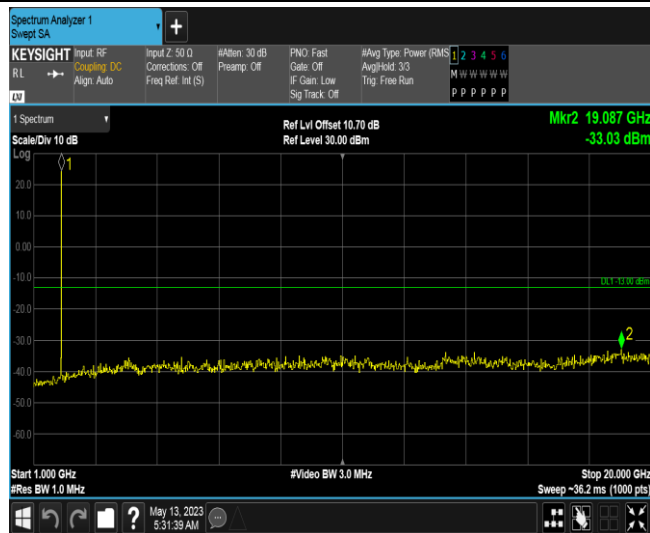 Spectrum Analyzer 1
Swept SA
+
KEYSIGHT
RL
LXI
Input: RF
Coupling: DC
Align: Auto
Input Z: 50 Ω
Corrections: Off
Freq Ref: Int (S)
#Atten: 30 dB
Preamp: Off
PNO: Fast
Gate: Off
IF Gain: Low
Sig Track: Off
#Avg Type: Power (RMS
Avg|Hold: 3/3
Trig: Free Run
1 2 3 4 5 6
M W W W W W
P P P P P P
1 Spectrum
Scale/Div 10 dB
Log
Ref Lvl Offset 10.70 dB
Ref Level 30.00 dBm
Mkr2 19.087 GHz
-33.03 dBm
1
20.0
10.0
0.00
-10.0
DL1 -13.00 dBm
-20.0
-30.0
2
-40.0
-50.0
-60.0
Start 1.000 GHz
#Res BW 1.0 MHz
#Video BW 3.0 MHz
Stop 20.000 GHz
Sweep ~36.2 ms (1000 pts)
?
May 13, 2023
5:31:39 AM